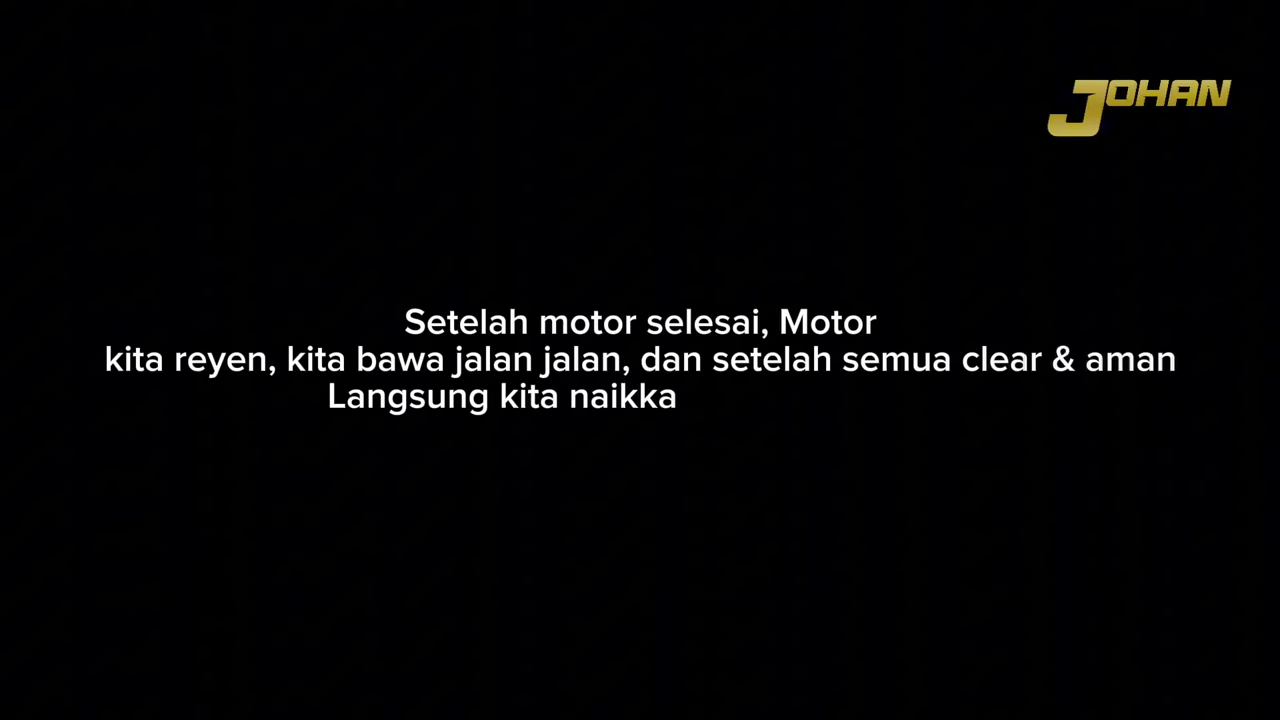 JOHAN
Setelah motor selesai, Motor
kita reyen, kita bawa jalan jalan, dan setelah semua clear & aman
Langsung kita naikka